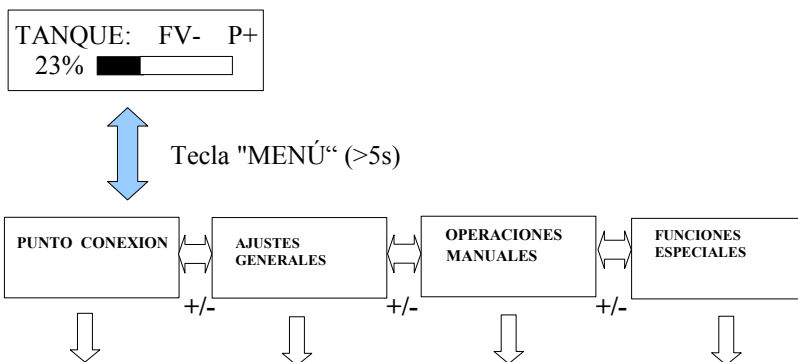 TANQUE: FV- P+
23%
Tecla "MENÚ“ (>5s)
PUNTO CONEXION
AJUSTES
GENERALES
OPERACIONES
MANUALES
FUNCIONES
ESPECIALES
+/-
+/-
+/-